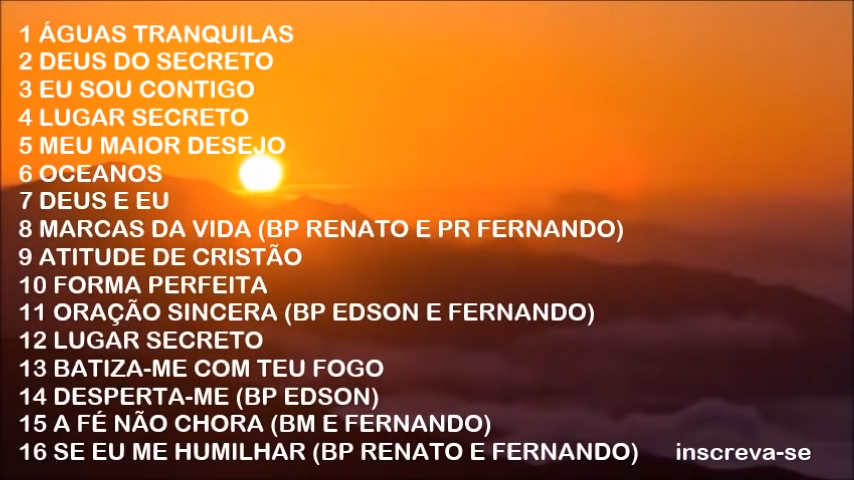 1 ÁGUAS TRANQUILAS
2 DEUS DO SECRETO
3 EU SOU CONTIGO
4 LUGAR SECRETO
5 MEU MAIOR DESEJO
6 OCEANOS
7 DEUS E EU
8 MARCAS DA VIDA (BP RENATO E PR FERNANDO)
9 ATITUDE DE CRISTÃO
10 FORMA PERFEITA
11 ORAÇÃO SINCERA (BP EDSON E FERNANDO)
12 LUGAR SECRETO
13 BATIZA-ME COM TEU FOGO
14 DESPERTA-ME (BP EDSON)
15 A FÉ NÃO CHORA (BM E FERNANDO)
16 SE EU ME HUMILHAR (BP RENATO E FERNANDO) inscreva-se